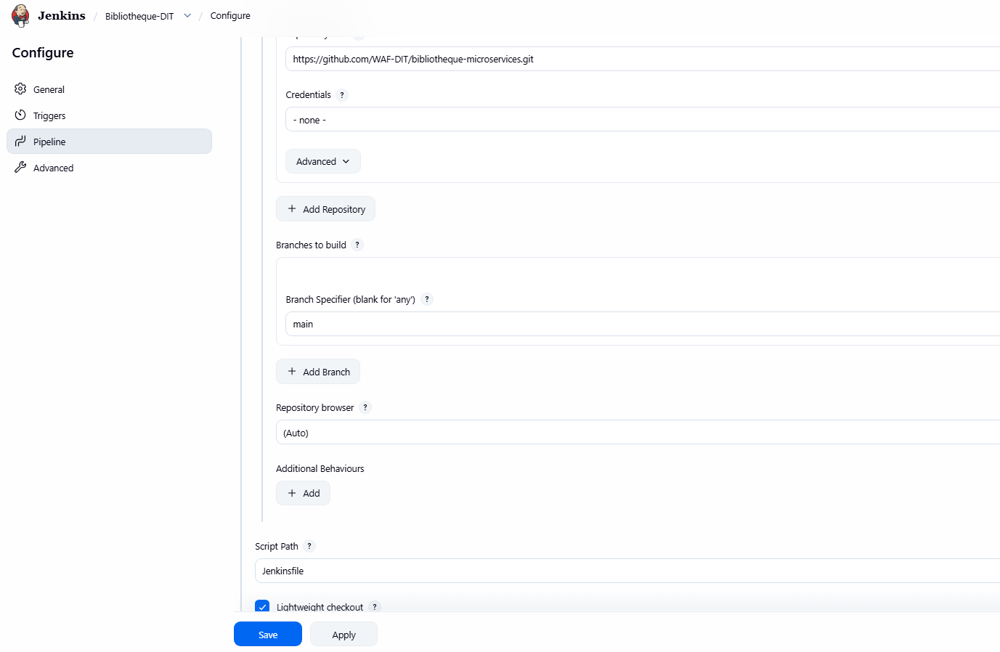 Jenkins / Bibliotheque-DIT / Configure
Configure
General
Triggers
Pipeline
Advanced
https://github.com/WAF-DIT/bibliotheque-microservices.git
Credentials ?
- none -
Advanced
+ Add Repository
Branches to build ?
Branch Specifier (blank for 'any') ?
main
+ Add Branch
Repository browser ?
(Auto)
Additional Behaviours
+ Add
Script Path ?
Jenkinsfile
Lightweight checkout ?
Save
Apply